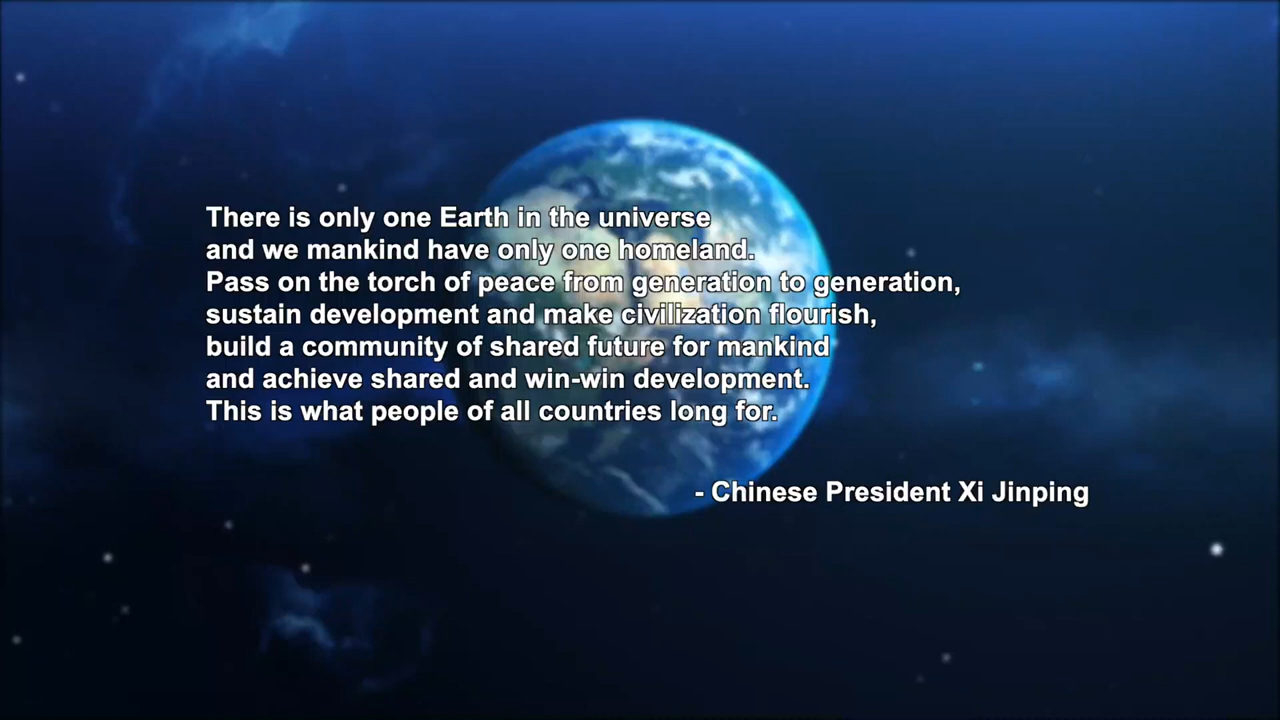 There is only one Earth in the universe
and we mankind have only one homeland.
Pass on the torch of peace from generation to generation,
sustain development and make civilization flourish,
build a community of shared future for mankind
and achieve shared and win-win development.
This is what people of all countries long for.
- Chinese President Xi Jinping